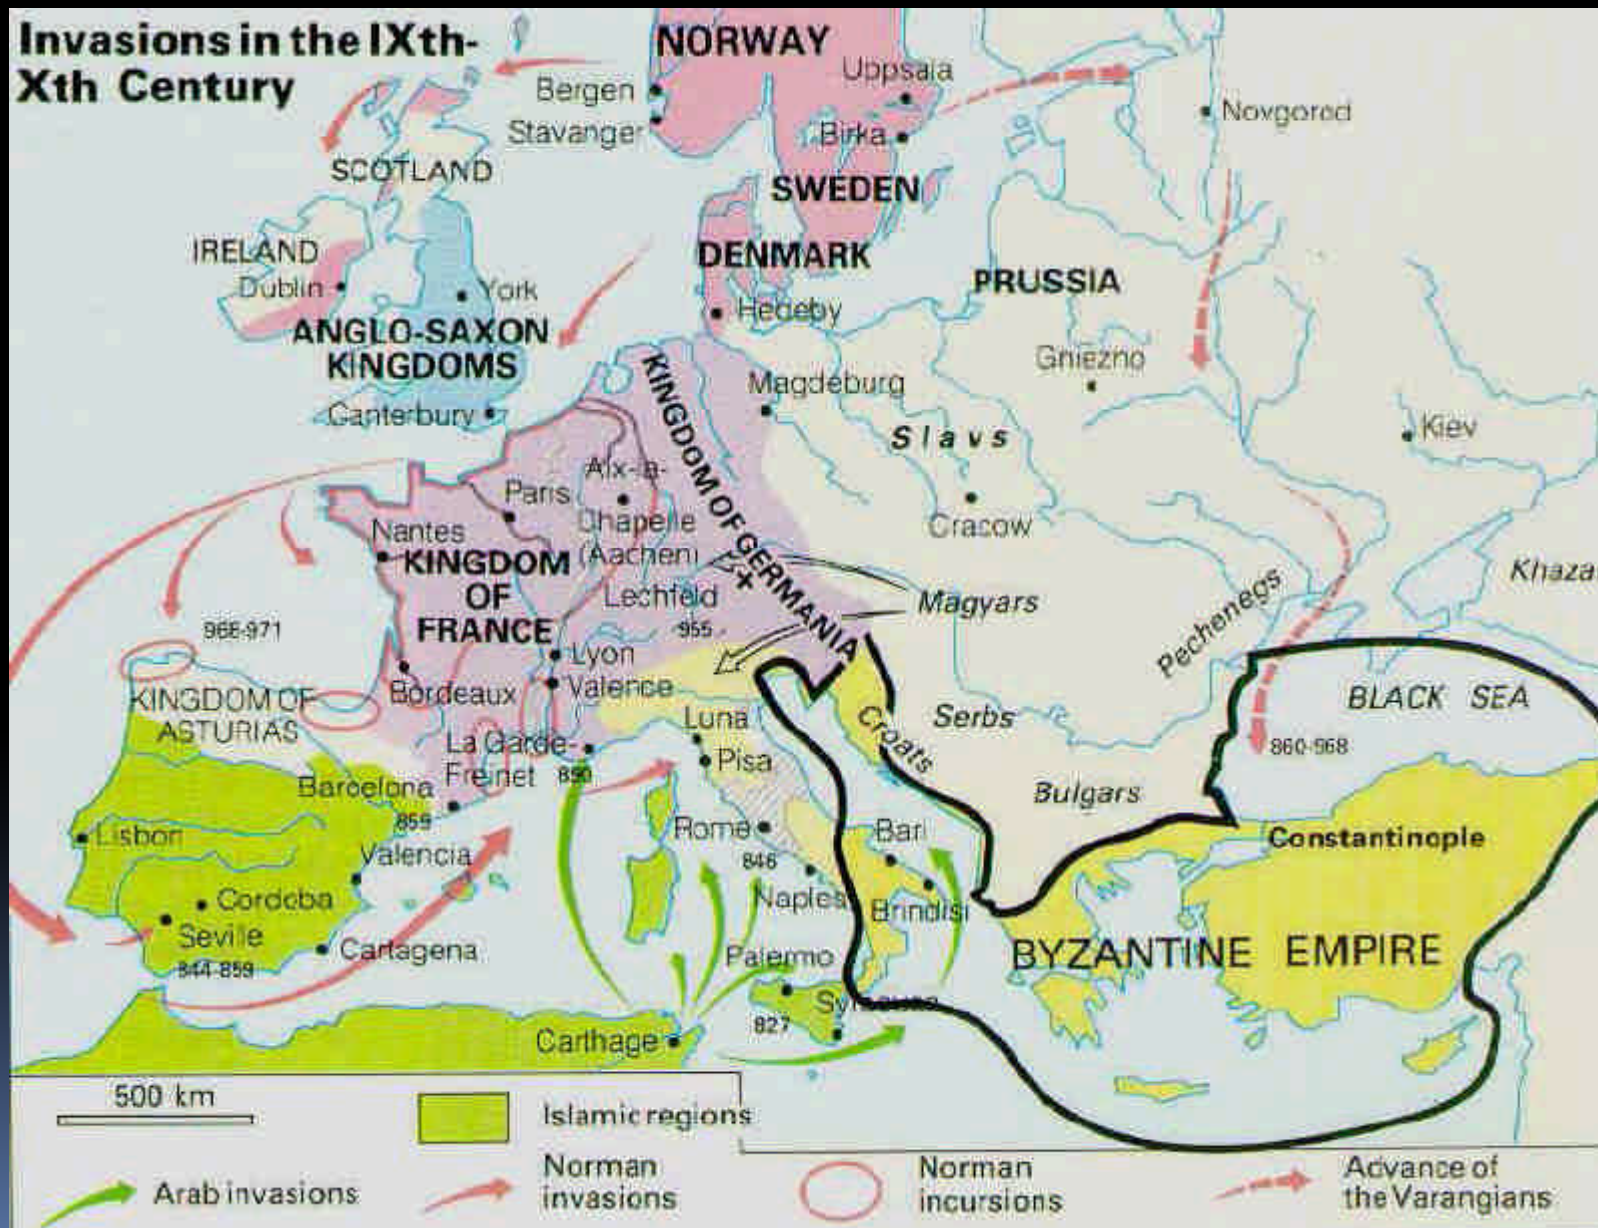 Invasions in the IXth-
Xth Century
NORWAY
Uppsala
Bergen
Stavanger
Birka
Novgorod
SCOTLAND
SWEDEN
IRELAND
Dublin
York
DENMARK
PRUSSIA
Hedeby
ANGLO-SAXON
KINGDOMS
Canterbury
KINGDOM OF GERMANIA
Magdeburg
Gniezno
Slavs
Kiev
Aix-la-
Chapelle
(Aachen)
Paris
Cracow
Nantes
KINGDOM
OF
FRANCE
Lechfeld
955
Magyars
Pechenegs
Khaza
968-971
Lyon
Valence
Bordeaux
KINGDOM OF
ASTURIAS
Luna
Pisa
Croats
Serbs
BLACK SEA
860-968
La Garde-
Freinet
890
Barcelona
859
Bulgars
Lisbon
Valencia
Rome
846
Bari
Constantinople
Cordoba
Seville
844-859
Cartagena
Naples
Brindisi
Palermo
BYZANTINE EMPIRE
827
Carthage
500 km
Islamic regions
Arab invasions
Norman
invasions
Norman
incursions
Advance of
the Varangians